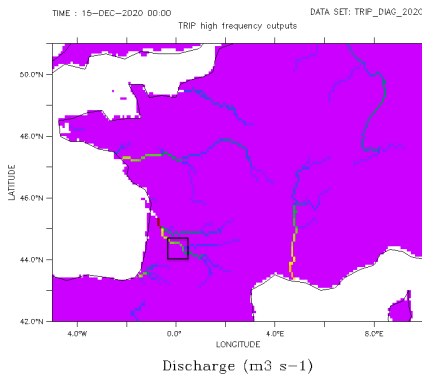 TIME : 15-DEC-2020 00:00
DATA SET: TRIP_DIAG_2020
TRIP high frequency outputs
50.0°N
48.0°N
46.0°N
44.0°N
42.0°N
LATITUDE
4.0°W
0.0°
4.0°E
8.0°E
LONGITUDE
Discharge (m3 s-1)